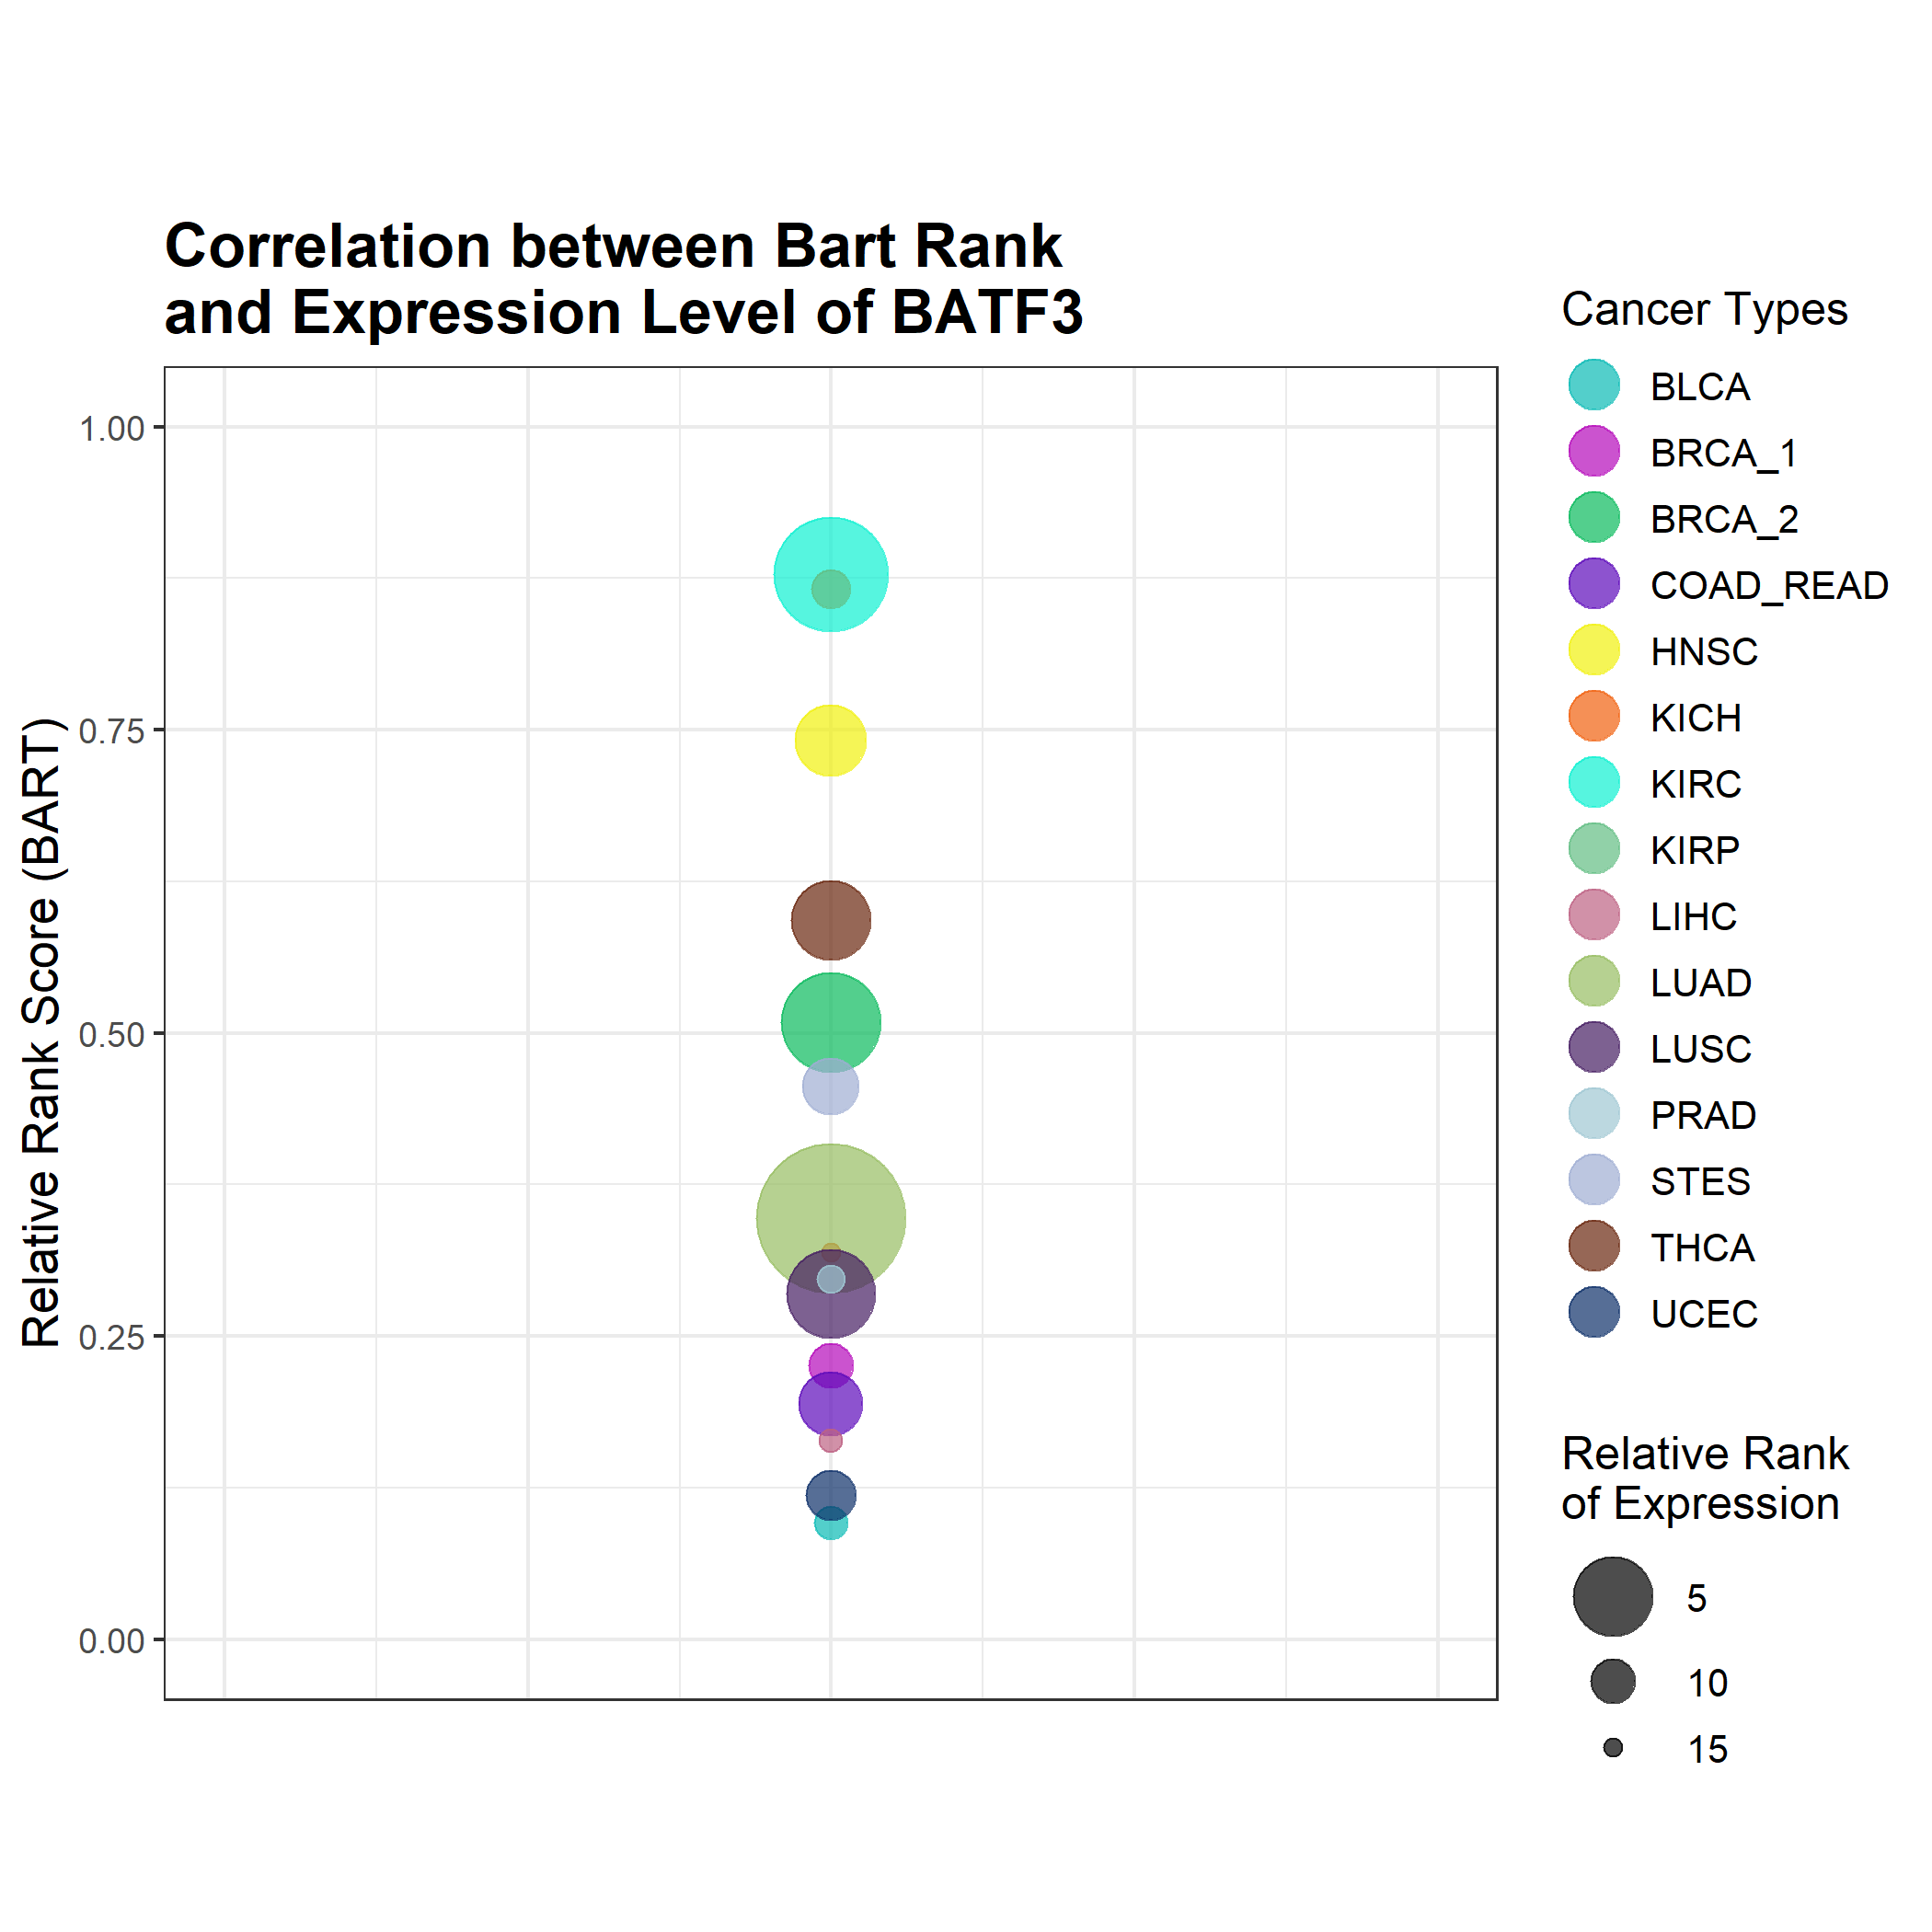 Correlation between Bart Rank
and Expression Level of BATF3
Relative Rank Score (BART)
1.00
0.75
0.50
0.25
0.00
Cancer Types
BLCA
BRCA_1
BRCA_2
COAD_READ
HNSC
KICH
KIRC
KIRP
LIHC
LUAD
LUSC
PRAD
STES
THCA
UCEC
Relative Rank
of Expression
5
10
15